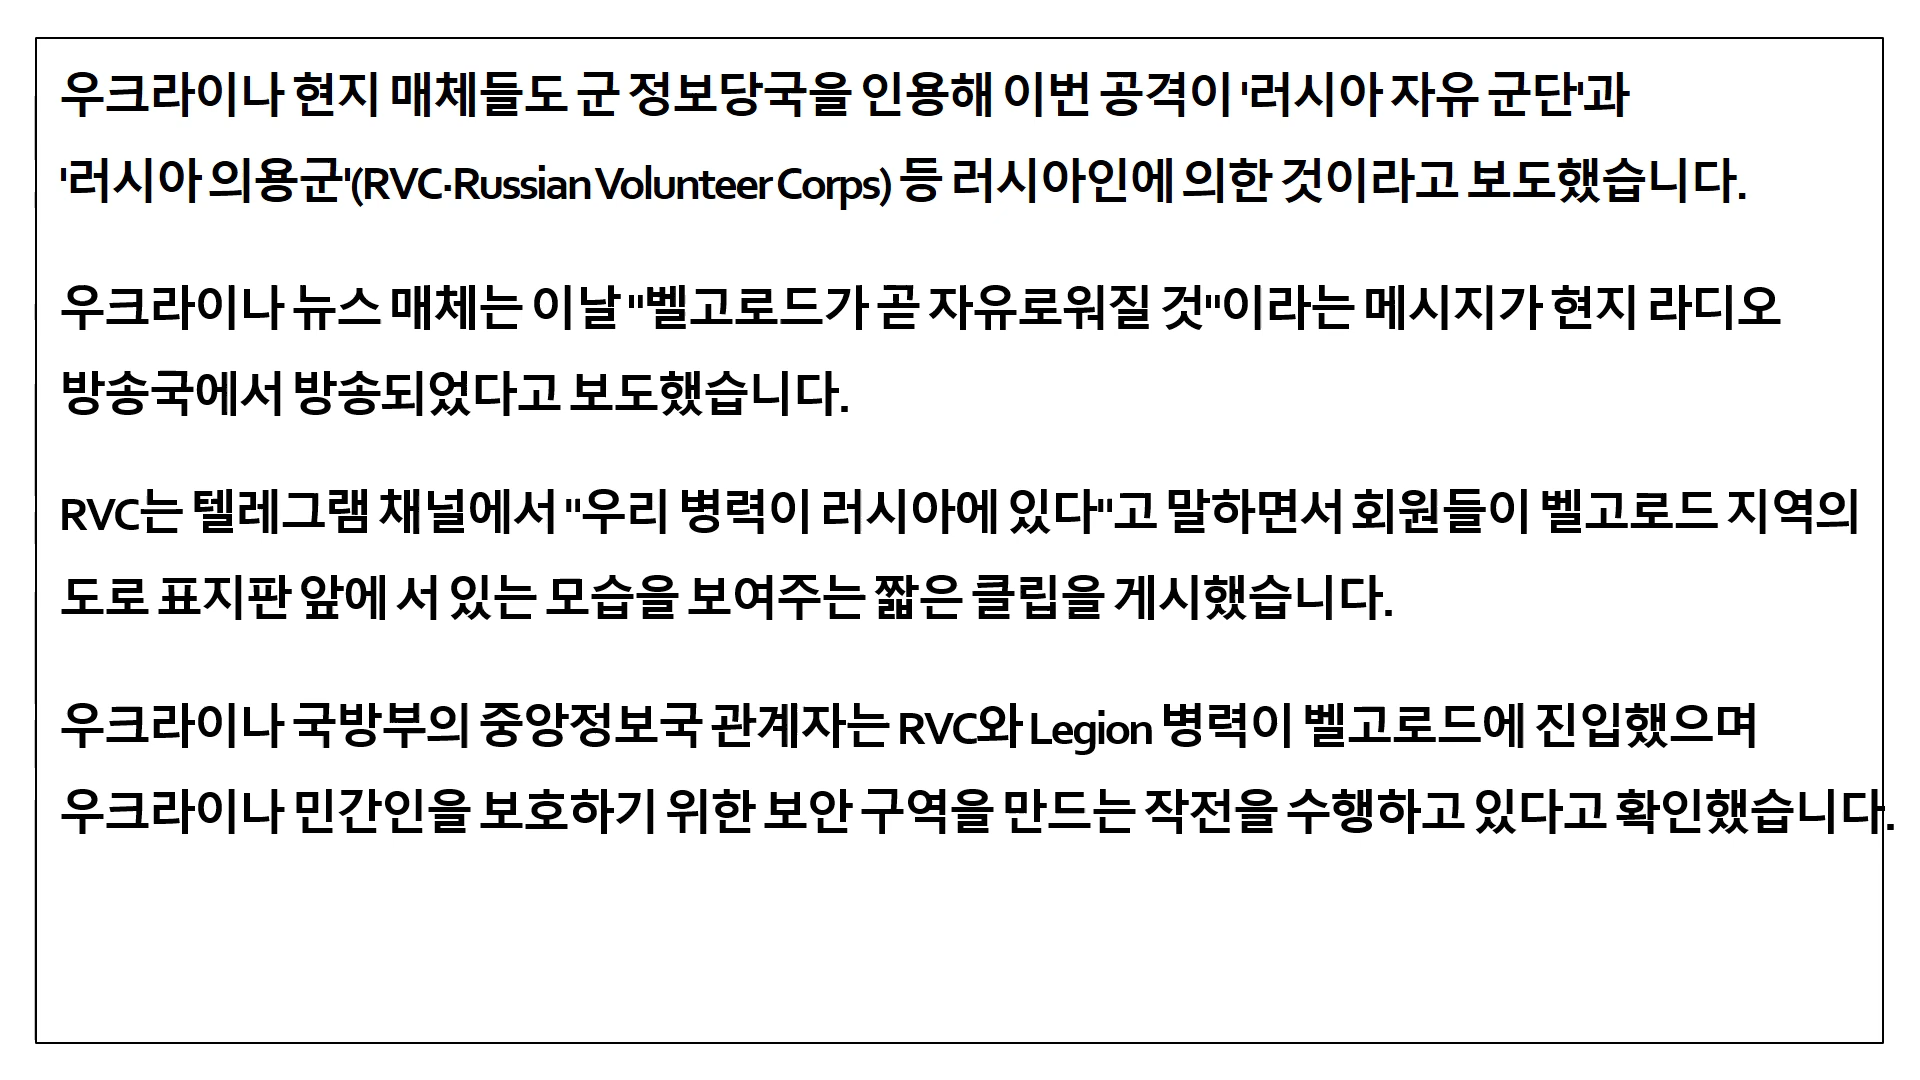 우크라이나 현지 매체들도 군 정보당국을 인용해 이번 공격이 '러시아 자유 군단'과
'러시아 의용군'(RVC·Russian Volunteer Corps) 등 러시아인에 의한 것이라고 보도했습니다.
우크라이나 뉴스 매체는 이날 "벨고로드가 곧 자유로워질 것"이라는 메시지가 현지 라디오
방송국에서 방송되었다고 보도했습니다.
RVC는 텔레그램 채널에서 "우리 병력이 러시아에 있다"고 말하면서 회원들이 벨고로드 지역의
도로 표지판 앞에 서 있는 모습을 보여주는 짧은 클립을 게시했습니다.
우크라이나 국방부의 중앙정보국 관계자는 RVC와 Legion 병력이 벨고로드에 진입했으며
우크라이나 민간인을 보호하기 위한 보안 구역을 만드는 작전을 수행하고 있다고 확인했습니다.